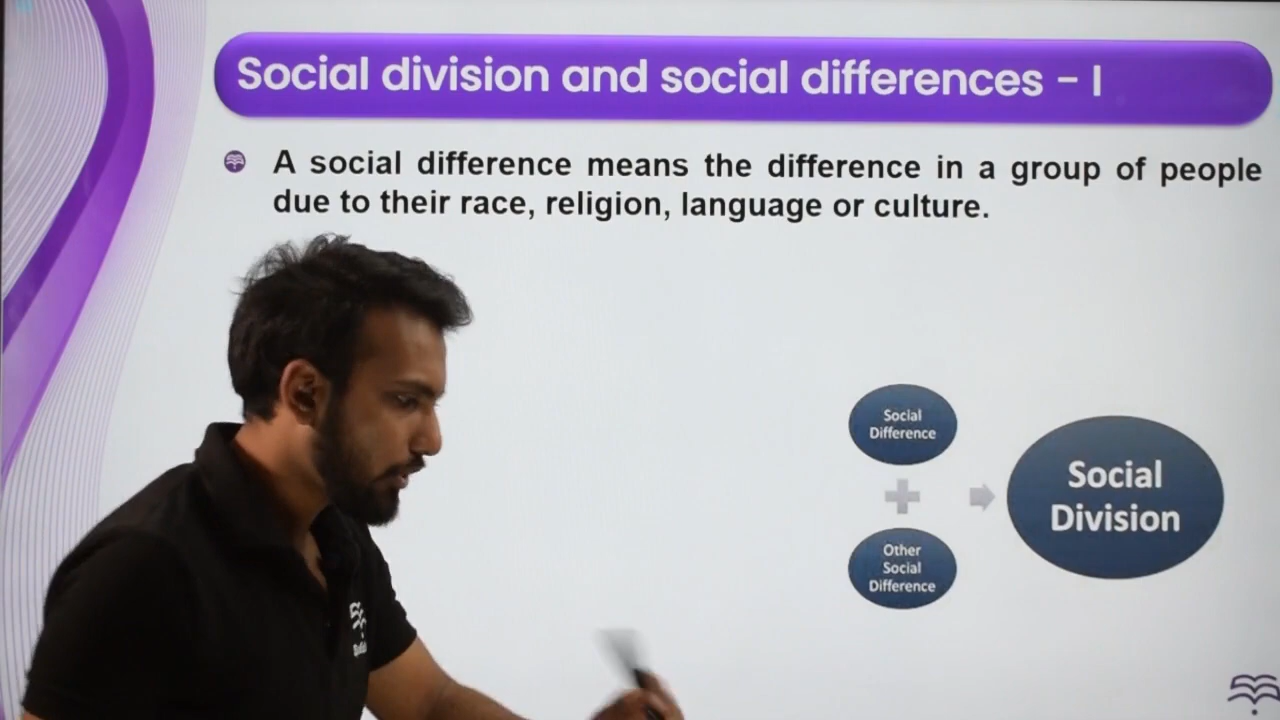 Social division and social differences - I
A social difference means the difference in a group of people
due to their race, religion, language or culture.
Social
Difference
Other
Social
Difference
Social
Division